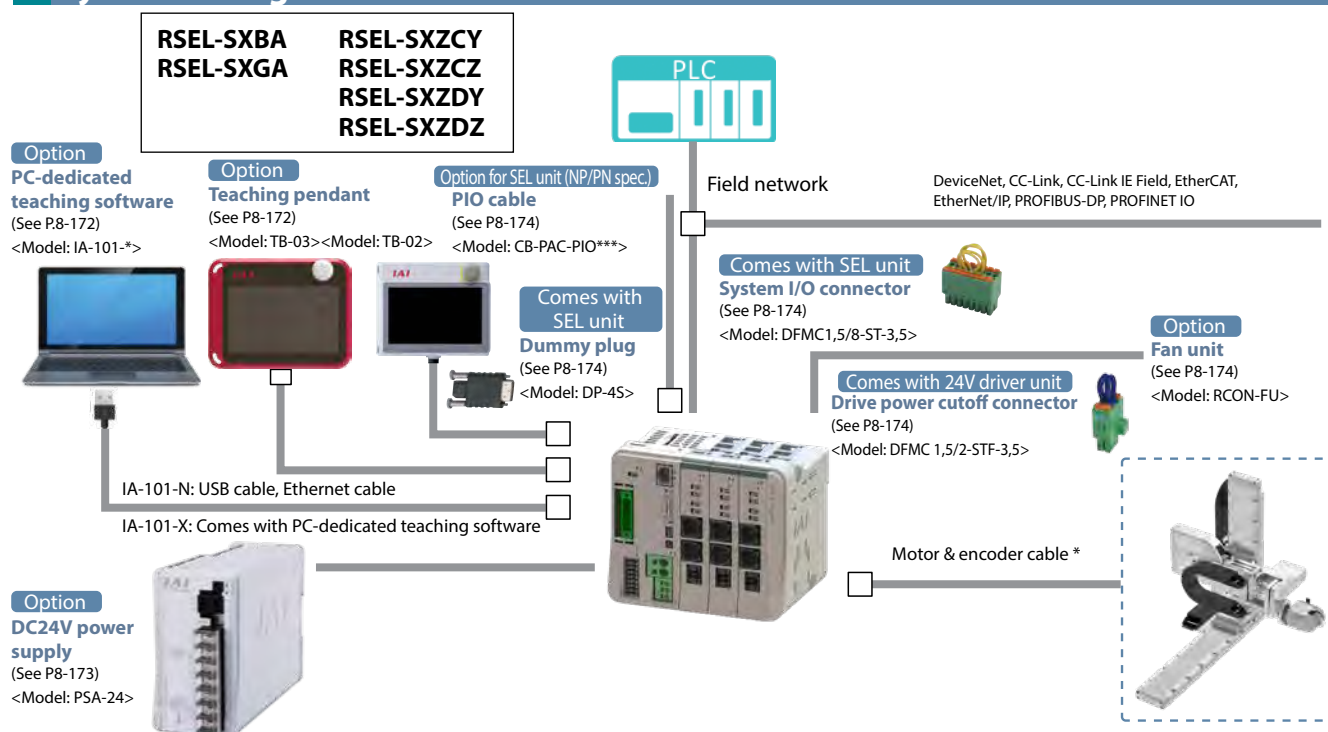 RSEL-SXBA RSEL-SXZCY
RSEL-SXGA RSEL-SXZCZ
RSEL-SXZDY
RSEL-SXZDZ
PLC
Option
PC-dedicated
teaching software
(See P.8-172)
<Model: IA-101-*>
Option
Teaching pendant
(See P8-172)
<Model: TB-03><Model: TB-02>
Option for SEL unit (NP/PN spec.)
PIO cable
(See P8-174)
<Model: CB-PAC-PIO***>
Field network
DeviceNet, CC-Link, CC-Link IE Field, EtherCAT,
EtherNet/IP, PROFIBUS-DP, PROFINET IO
IAI
Comes with
SEL unit
Dummy plug
(See P8-174)
<Model: DP-4S>
Comes with SEL unit
System I/O connector
(See P8-174)
<Model: DFMC1,5/8-ST-3,5>
Option
Fan unit
(See P8-174)
<Model: RCON-FU>
Comes with 24V driver unit
Drive power cutoff connector
(See P8-174)
<Model: DFMC 1,5/2-STF-3,5>
IA-101-N: USB cable, Ethernet cable
IA-101-X: Comes with PC-dedicated teaching software
Motor & encoder cable *
Option
DC24V power
supply
(See P8-173)
<Model: PSA-24>
IAI